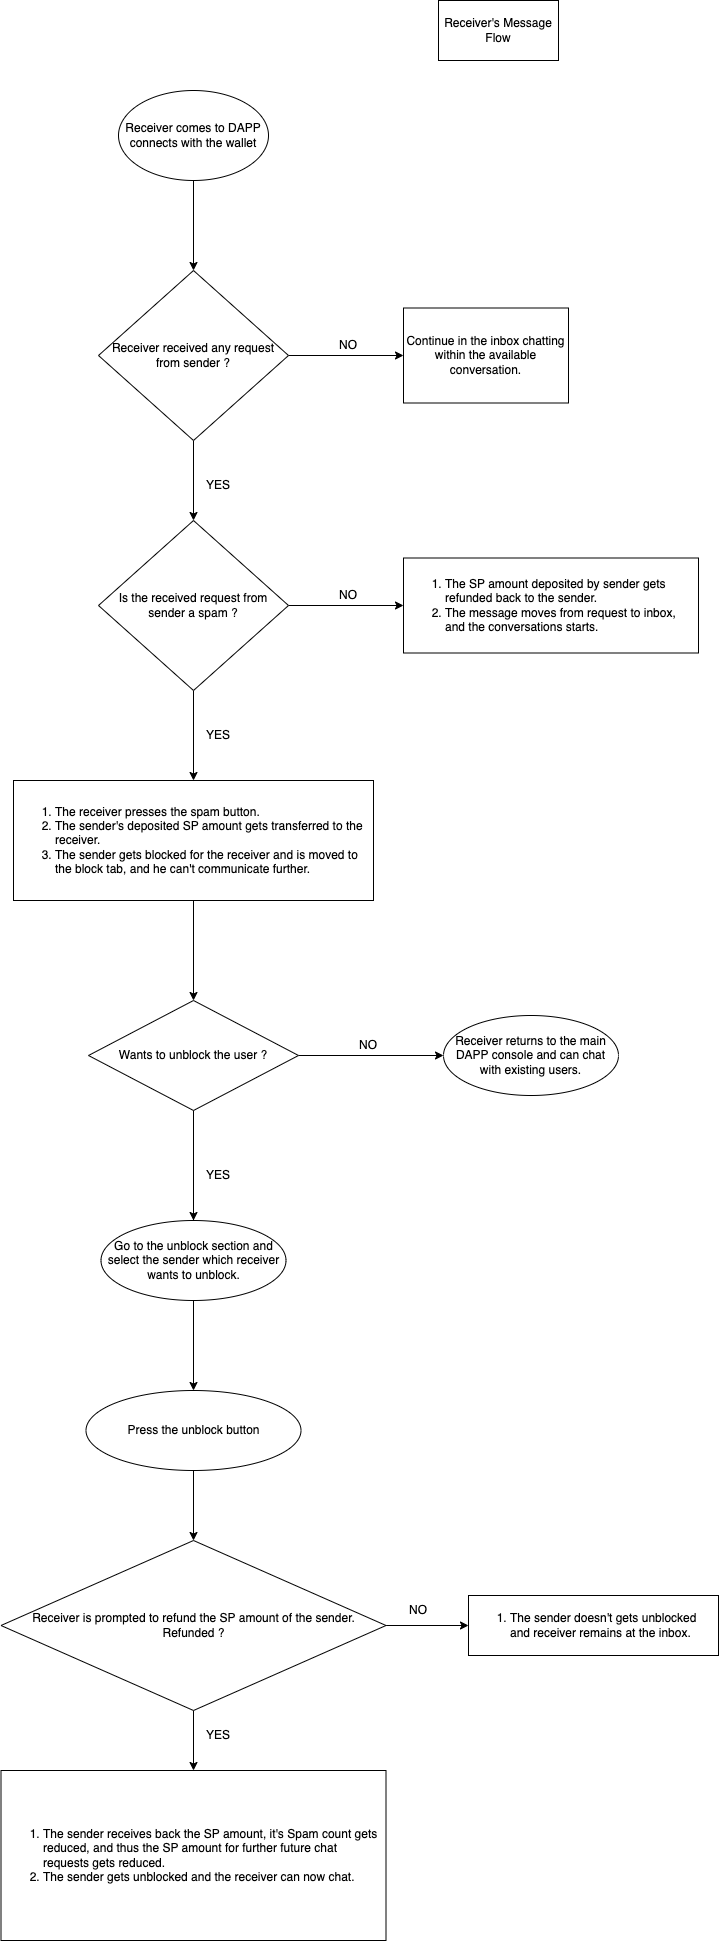 Receiver's Message
Flow
Receiver comes to DAPP
connects with the wallet
Receiver received any request
from sender ?
NO
Continue in the inbox chatting
within the available
conversation.
YES
Is the received request from
sender a spam ?
NO
1. The SP amount deposited by sender gets
refunded back to the sender.
2. The message moves from request to inbox,
and the conversations starts.
YES
1. The receiver presses the spam button.
2. The sender's deposited SP amount gets transferred to the
receiver.
3. The sender gets blocked for the receiver and is moved to
the block tab, and he can't communicate further.
Wants to unblock the user ?
NO
Receiver returns to the main
DAPP console and can chat
with existing users.
YES
Go to the unblock section and
select the sender which receiver
wants to unblock.
Press the unblock button
Receiver is prompted to refund the SP amount of the sender.
Refunded ?
NO
1. The sender doesn't gets unblocked
and receiver remains at the inbox.
YES
1. The sender receives back the SP amount, it's Spam count gets
reduced, and thus the SP amount for further future chat
requests gets reduced.
2. The sender gets unblocked and the receiver can now chat.